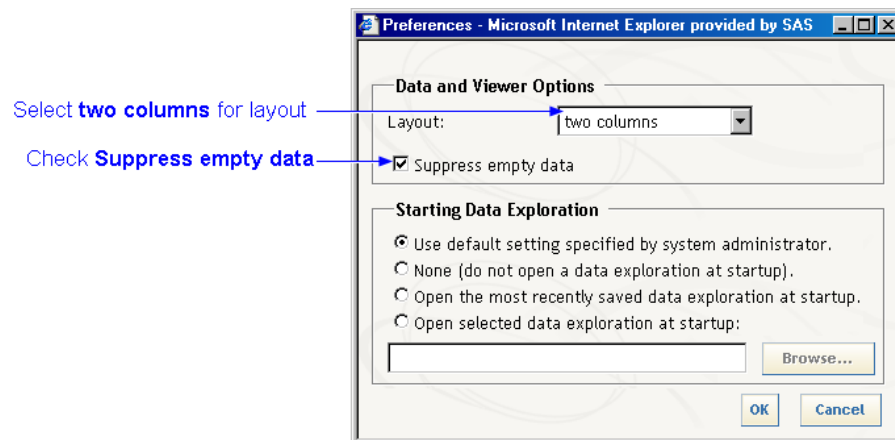 Preferences - Microsoft Internet Explorer provided by SAS
Data and Viewer Options
Select two columns for layout
Layout:
two columns
Check Suppress empty data
Suppress empty data
Starting Data Exploration
Use default setting specified by system administrator.
None (do not open a data exploration at startup).
Open the most recently saved data exploration at startup.
Open selected data exploration at startup:
Browse...
OK
Cancel